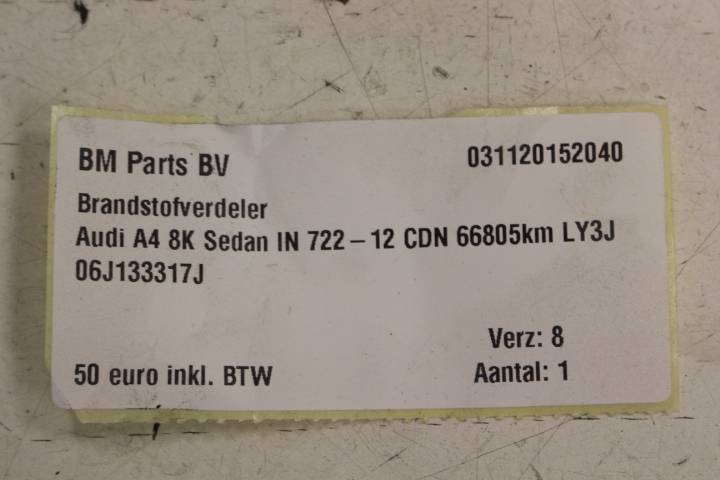 BM Parts BV 031120152040
Brandstofverdeler
Audi A4 8K Sedan IN 722 – 12 CDN 66805km LY3J
06J133317J
Verz: 8
50 euro inkl. BTW Aantal: 1